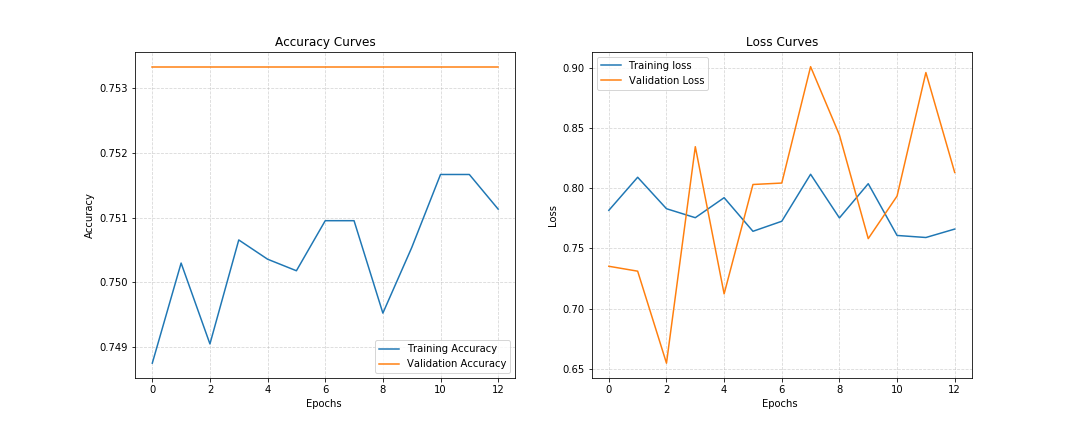 Accuracy Curves
Accuracy
0.753
0.752
0.751
0.750
0.749
Training Accuracy
Validation Accuracy
0 2 4 6 8 10 12
Epochs
Loss Curves
Loss
Training loss
Validation Loss
0.90
0.85
0.80
0.75
0.70
0.65
0 2 4 6 8 10 12
Epochs